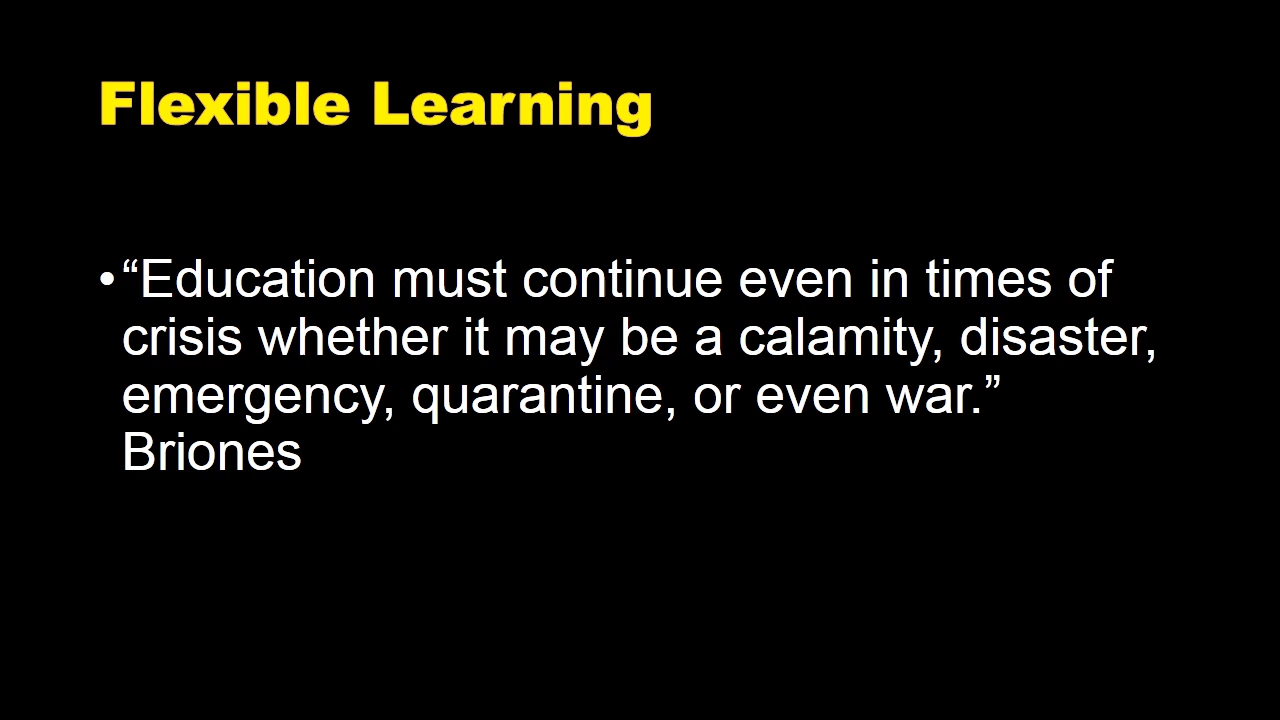 Flexible Learning
•“Education must continue even in times of
crisis whether it may be a calamity, disaster,
emergency, quarantine, or even war.”
Briones